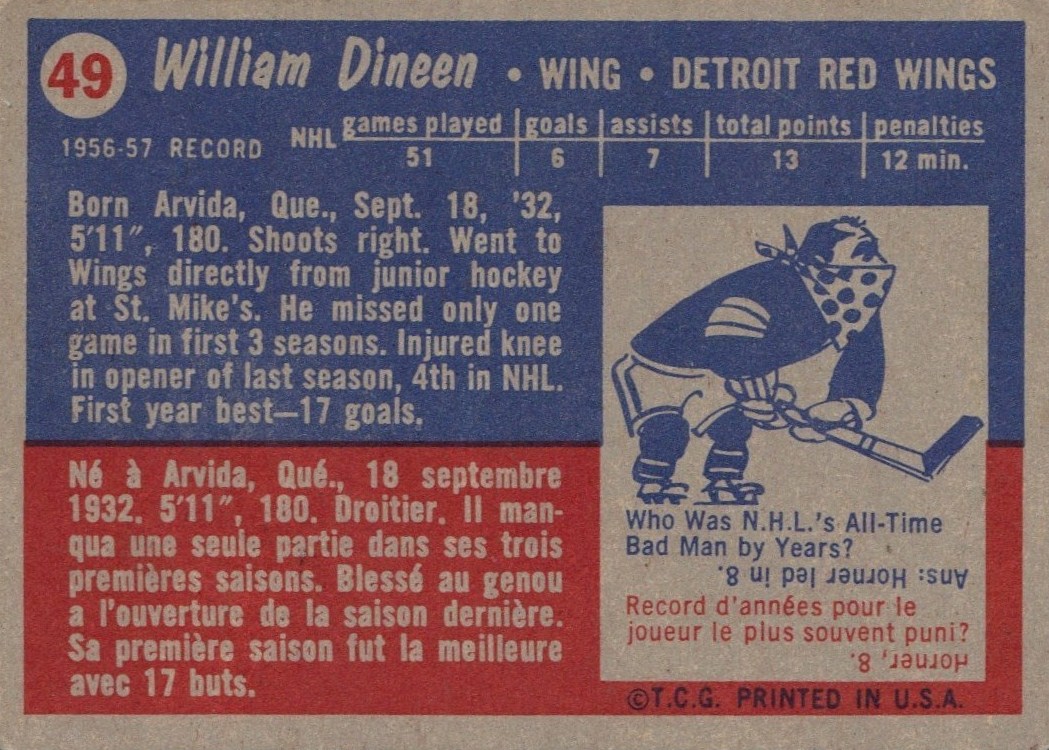 49 William Dineen • WING • DETROIT RED WINGS
1956-57 RECORD NHL games played goals assists total points penalties
51 6 7 13 12 min.
Born Arvida, Que., Sept. 18, '32,
5'11", 180. Shoots right. Went to
Wings directly from junior hockey
at St. Mike's. He missed only one
game in first 3 seasons. Injured knee
in opener of last season, 4th in NHL.
First year best—17 goals.
Né à Arvida, Qué., 18 septembre
1932. 5'11", 180. Droitier. Il man-
qua une seule partie dans ses trois
premières saisons. Blessé au genou
a l'ouverture de la saison dernière.
Sa première saison fut la meilleure
avec 17 buts.
Who Was N.H.L.'s All-Time
Bad Man by Years?
Ans: Horner led in 8.
Record d'années pour le
joueur le plus souvent puni?
Horner, 8.
©T.C.G. PRINTED IN U.S.A.